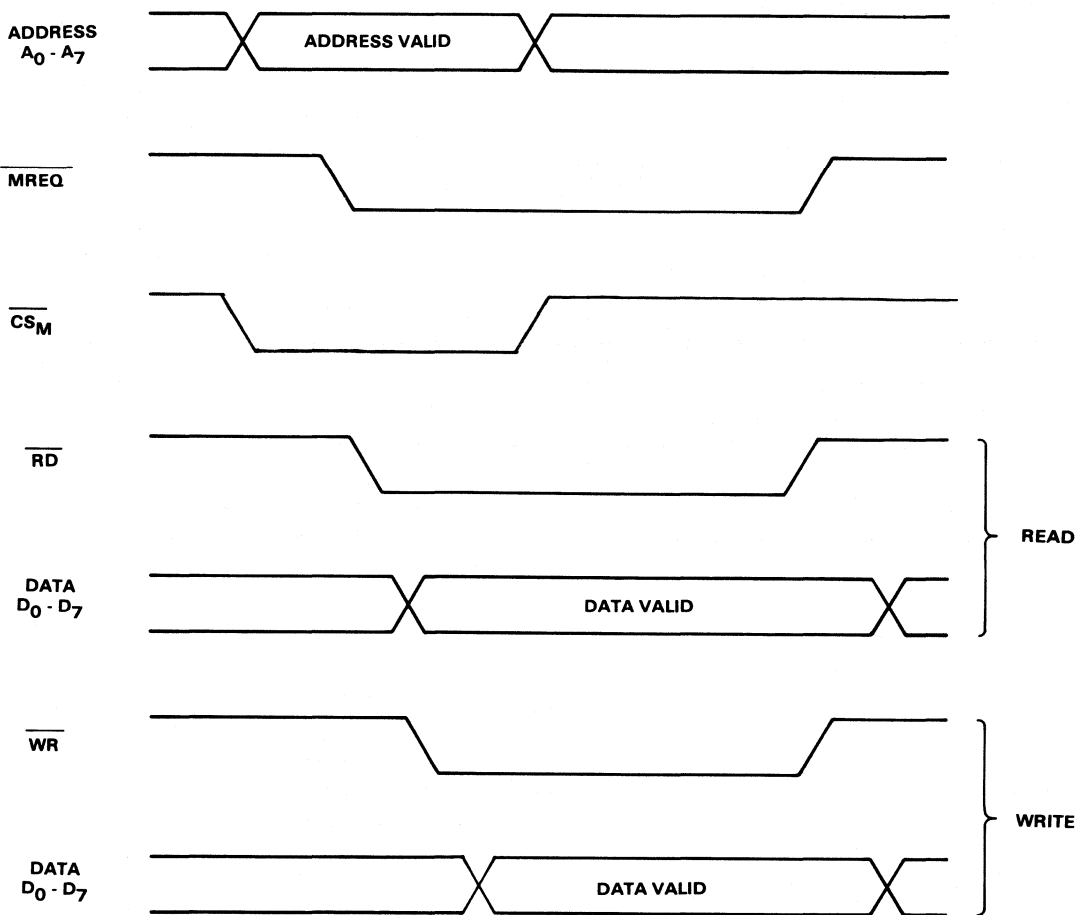 ADDRESS
A0 - A7
ADDRESS VALID
MREQ
CSM
RD
READ
DATA
D0 - D7
DATA VALID
WR
WRITE
DATA
D0 - D7
DATA VALID